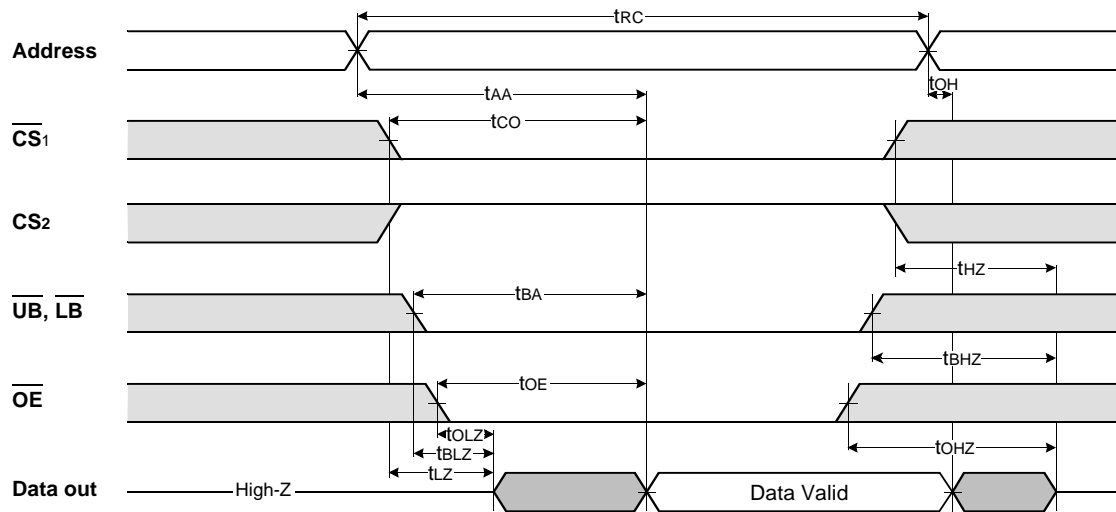 tRC
Address
tOH
tAA
tCO
CS1
CS2
tHZ
tBA
UB, LB
tBHZ
tOE
OE
tOLZ
tOHZ
tBLZ
tLZ
Data out High-Z Data Valid